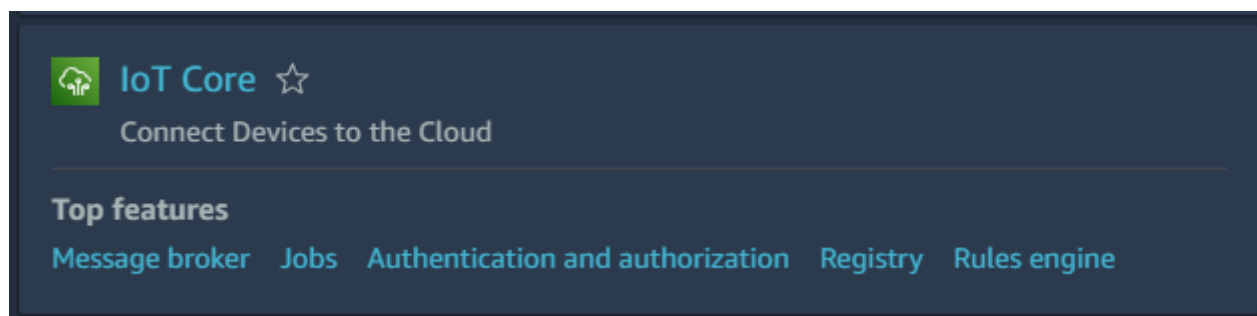 IoT Core
Connect Devices to the Cloud
Top features
Message broker Jobs Authentication and authorization Registry Rules engine